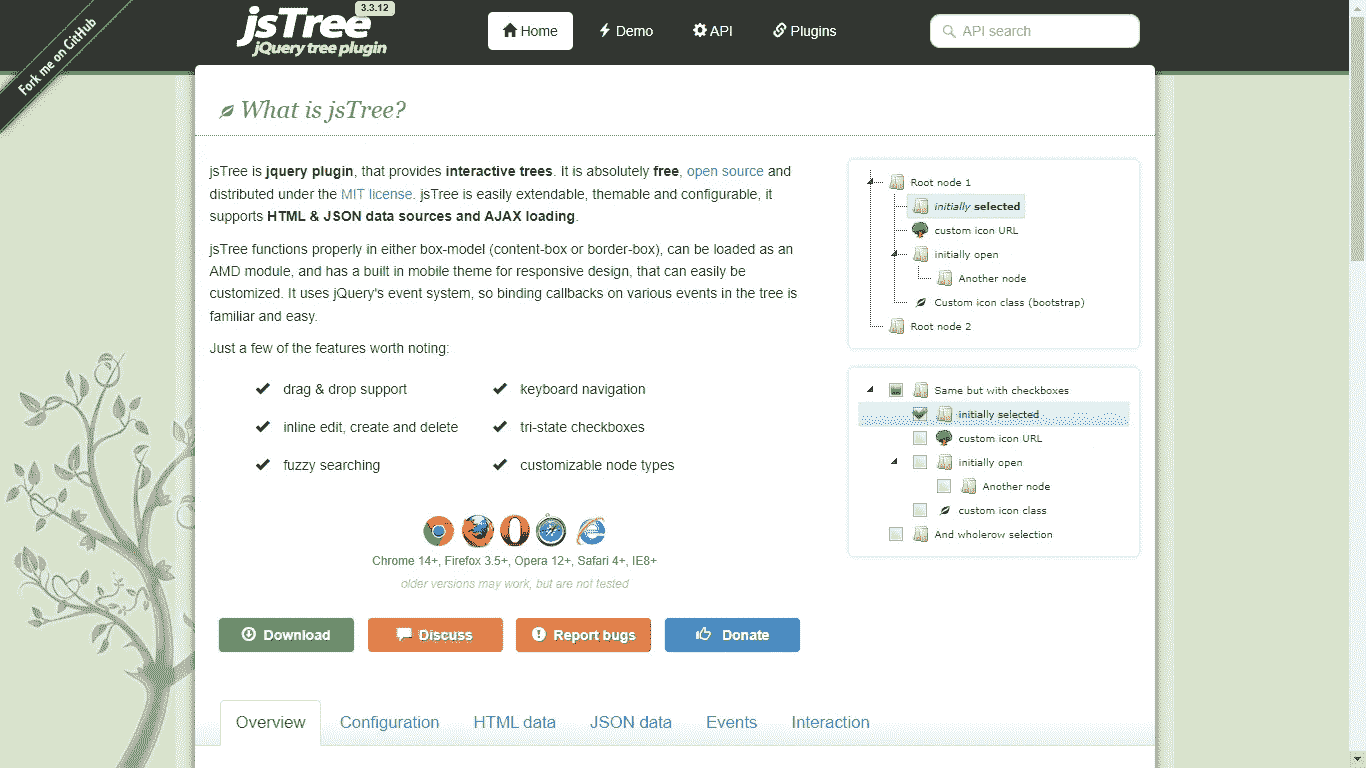 Fork me on GitHub
jsTree
3.3.12
jQuery tree plugin
Home
Demo
API
Plugins
API search
What is jsTree?
jsTree is jquery plugin, that provides interactive trees. It is absolutely free, open source and
distributed under the MIT license. jsTree is easily extendable, themable and configurable, it
supports HTML & JSON data sources and AJAX loading.
jsTree functions properly in either box-model (content-box or border-box), can be loaded as an
AMD module, and has a built in mobile theme for responsive design, that can easily be
customized. It uses jQuery's event system, so binding callbacks on various events in the tree is
familiar and easy.
Just a few of the features worth noting:
drag & drop support
keyboard navigation
inline edit, create and delete
tri-state checkboxes
fuzzy searching
customizable node types
Chrome 14+, Firefox 3.5+, Opera 12+, Safari 4+, IE8+
older versions may work, but are not tested
Download
Discuss
Report bugs
Donate
Root node 1
initially selected
custom icon URL
initially open
Another node
Custom icon class (bootstrap)
Root node 2
Same but with checkboxes
initially selected
custom icon URL
initially open
Another node
custom icon class
And wholerow selection
Overview
Configuration
HTML data
JSON data
Events
Interaction